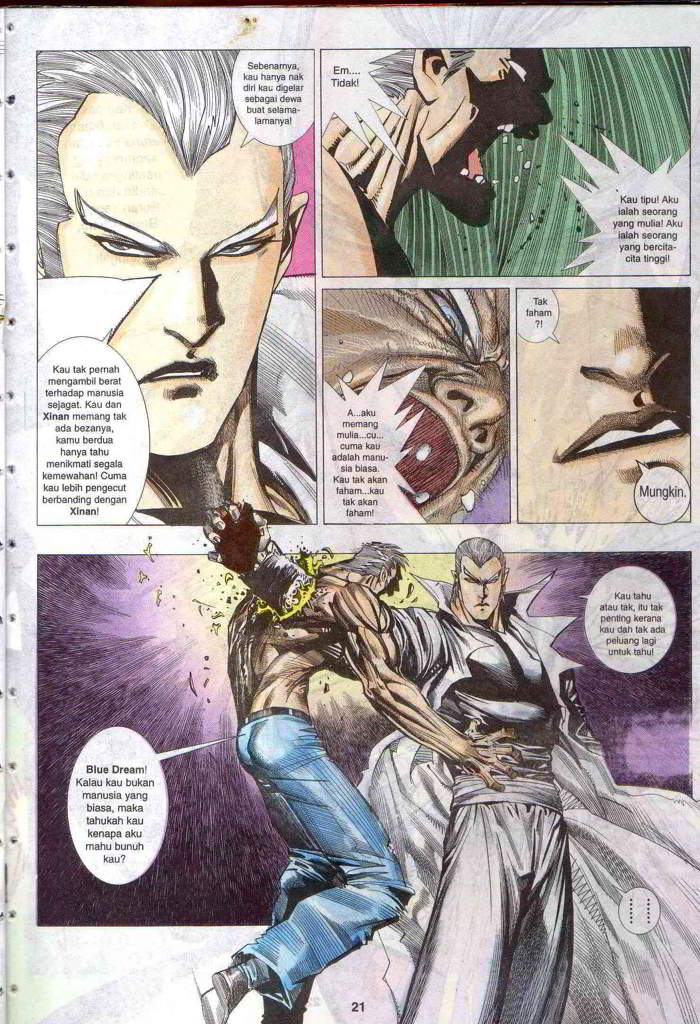 Sebenarnya,
kau hanya nak
diri kau digelar
sebagai dewa
buat selama-
lamanya!
Kau tak pernah
mengambil berat
terhadap manusia
sejagat. Kau dan
Xinan memang tak
ada bezanya,
kamu berdua
hanya tahu
menikmati segala
kemewahan! Cuma
kau lebih pengecut
berbanding dengan
Xinan!
Em....
Tidak!
Kau tipu! Aku
ialah seorang
yang mulia! Aku
ialah seorang
yang bercita-
cita tinggi!
A...aku
memang
mulia...cu...
cuma kau
adalah manu-
sia biasa.
Kau tak akan
faham...kau
tak akan
faham!
Tak
faham
?!
Mungkin.
Kau tahu
atau tak, itu tak
penting kerana
kau dah tak ada
peluang lagi
untuk tahu!
Blue Dream!
Kalau kau bukan
manusia yang
biasa, maka
tahukah kau
kenapa aku
mahu bunuh
kau?
21